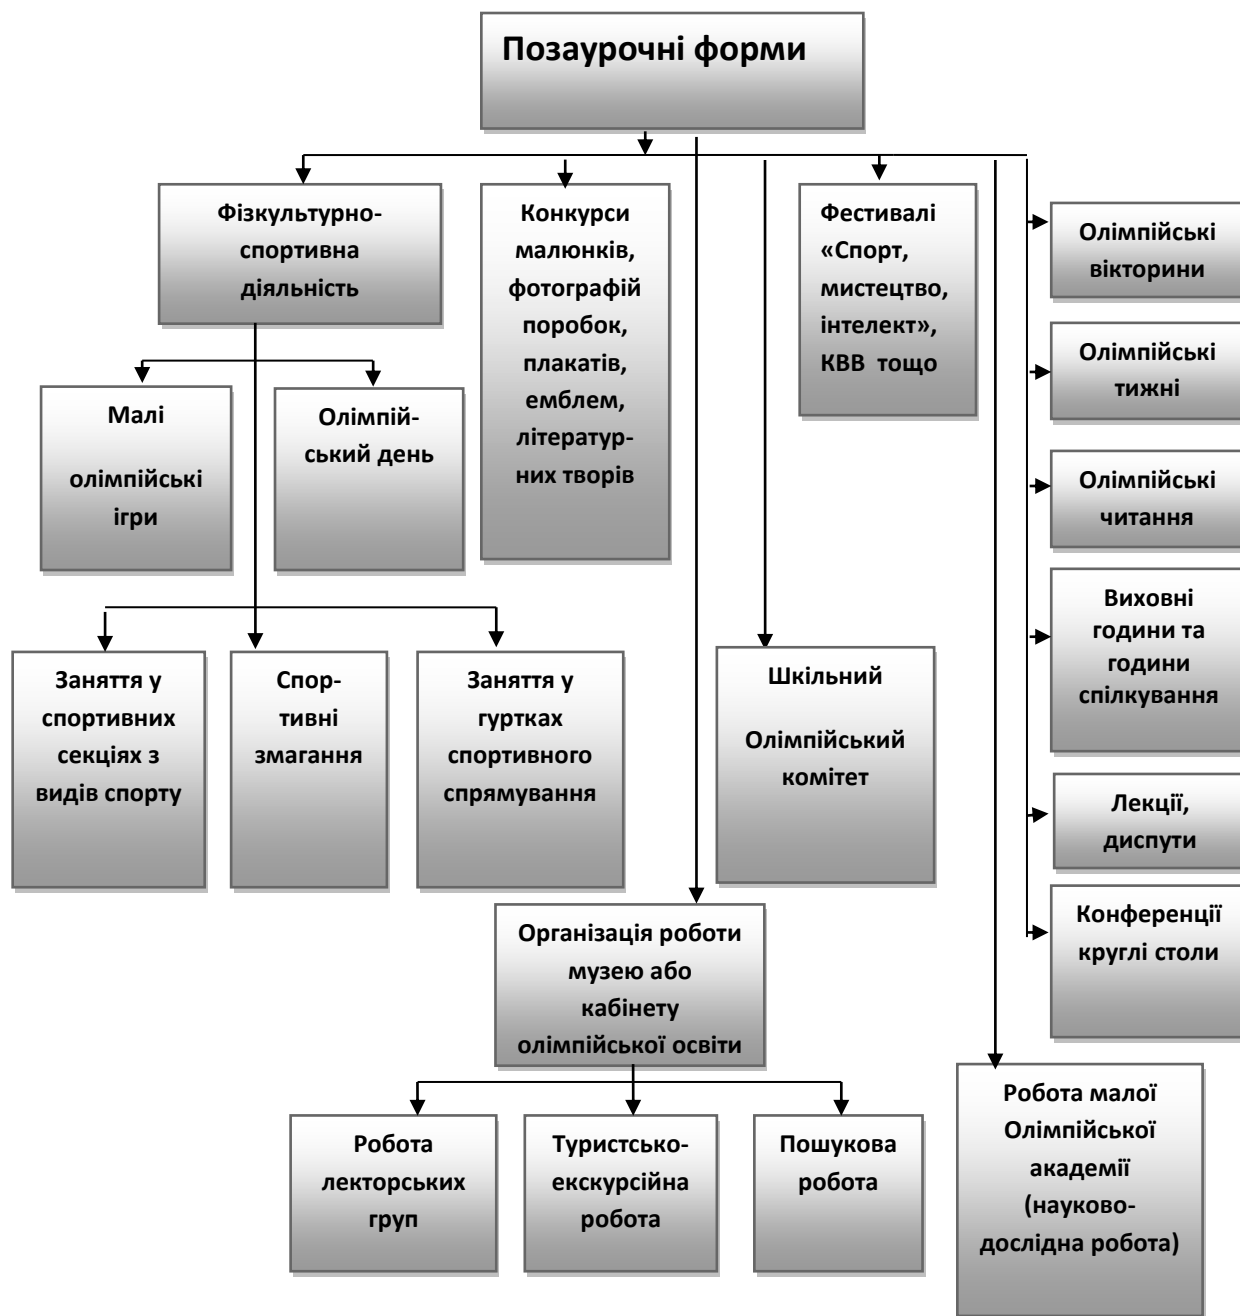 Позаурочні форми
Фізкультурно-
спортивна
діяльність
Конкурси
малюнків,
фотографій
поробок,
плакатів,
емблем,
літератур-
них творів
Фестивалі
«Спорт,
мистецтво,
інтелект»,
КВВ тощо
Олімпійські
вікторини
Олімпійські
тижні
Олімпійські
читання
Виховні
години та
години
спілкування
Лекції,
диспути
Конференції
круглі столи
Малі
олімпійські
ігри
Олімпій-
ський день
Заняття у
спортивних
секціях з
видів спорту
Спор-
тивні
змагання
Заняття у
гуртках
спортивного
спрямування
Шкільний
Олімпійський
комітет
Організація роботи
музею або
кабінету
олімпійської освіти
Робота
лекторських
груп
Туристсько-
екскурсійна
робота
Пошукова
робота
Робота малої
Олімпійської
академії
(науково-
дослідна робота)